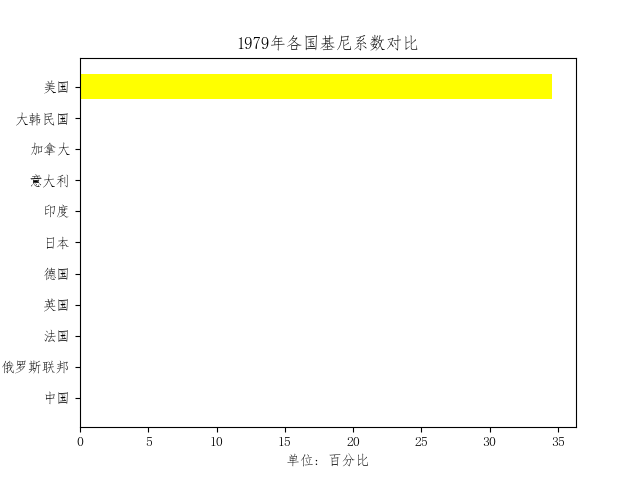 1979年各国基尼系数对比
美国
大韩民国
加拿大
意大利
印度
日本
德国
英国
法国
俄罗斯联邦
中国
0 5 10 15 20 25 30 35
单位：百分比